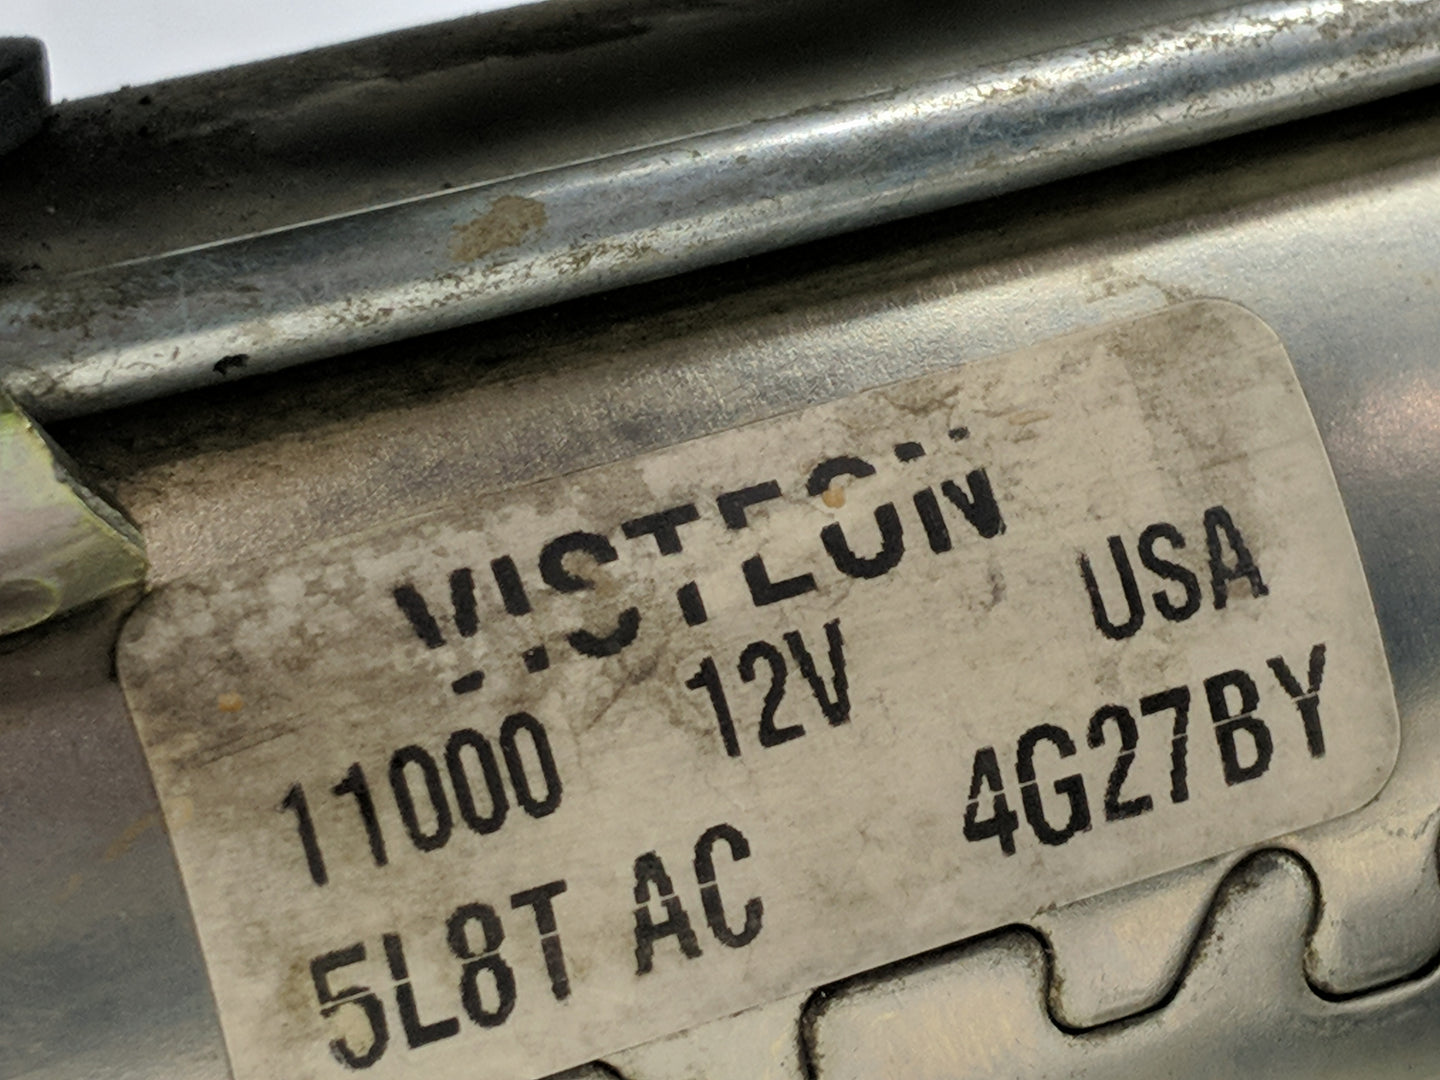 VISTEON
12V USA
11000 4G27BY
5L8T AC